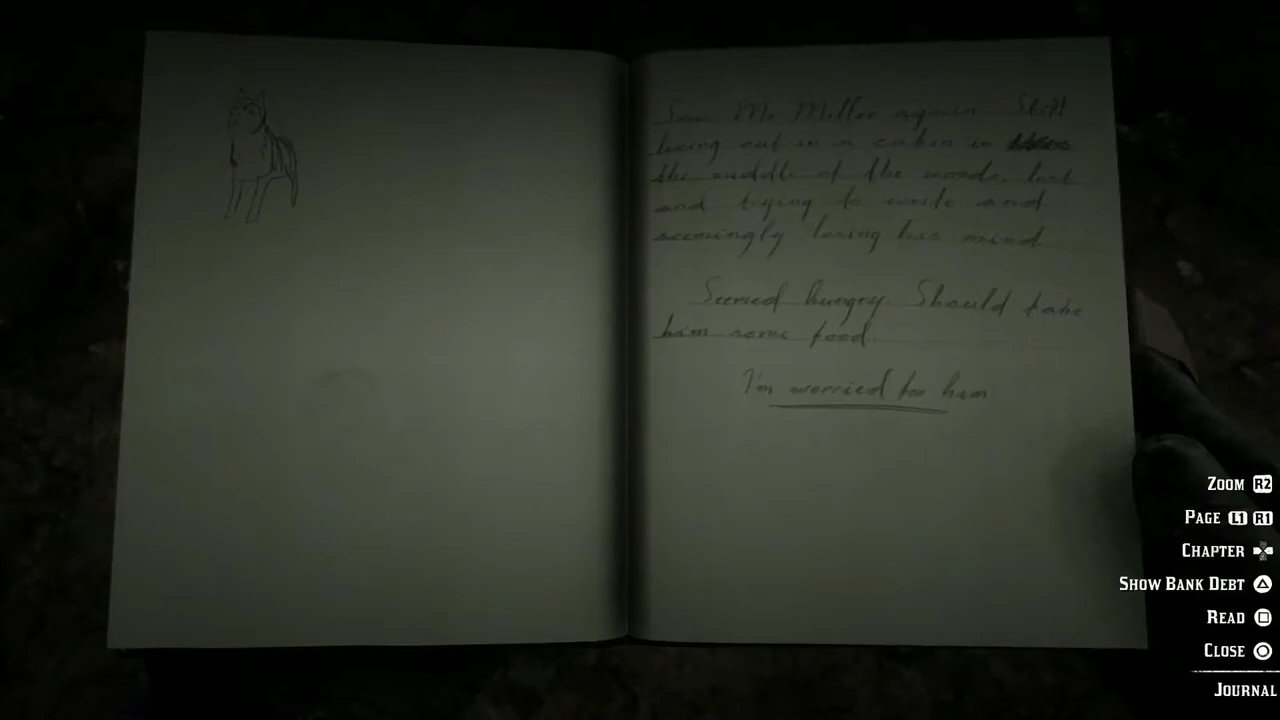 Saw Mr Miller again. Still
living out in a cabin in
the middle of the woods. lost
and trying to write and
seemingly losing his mind
Seemed hungry. Should take
him some food.
I'm worried for him
ZOOM R2
PAGE L1 R1
CHAPTER
SHOW BANK DEBT
READ
CLOSE
JOURNAL